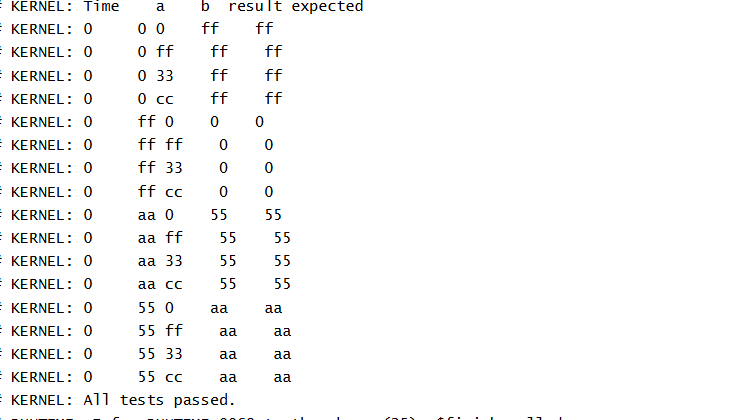 # KERNEL: Time    a    b  result expected
# KERNEL: 0     0 0    ff    ff
# KERNEL: 0     0 ff    ff    ff
# KERNEL: 0     0 33    ff    ff
# KERNEL: 0     0 cc    ff    ff
# KERNEL: 0     ff 0    0    0
# KERNEL: 0     ff ff    0    0
# KERNEL: 0     ff 33    0    0
# KERNEL: 0     ff cc    0    0
# KERNEL: 0     aa 0    55    55
# KERNEL: 0     aa ff    55    55
# KERNEL: 0     aa 33    55    55
# KERNEL: 0     aa cc    55    55
# KERNEL: 0     55 0    aa    aa
# KERNEL: 0     55 ff    aa    aa
# KERNEL: 0     55 33    aa    aa
# KERNEL: 0     55 cc    aa    aa
# KERNEL: All tests passed.